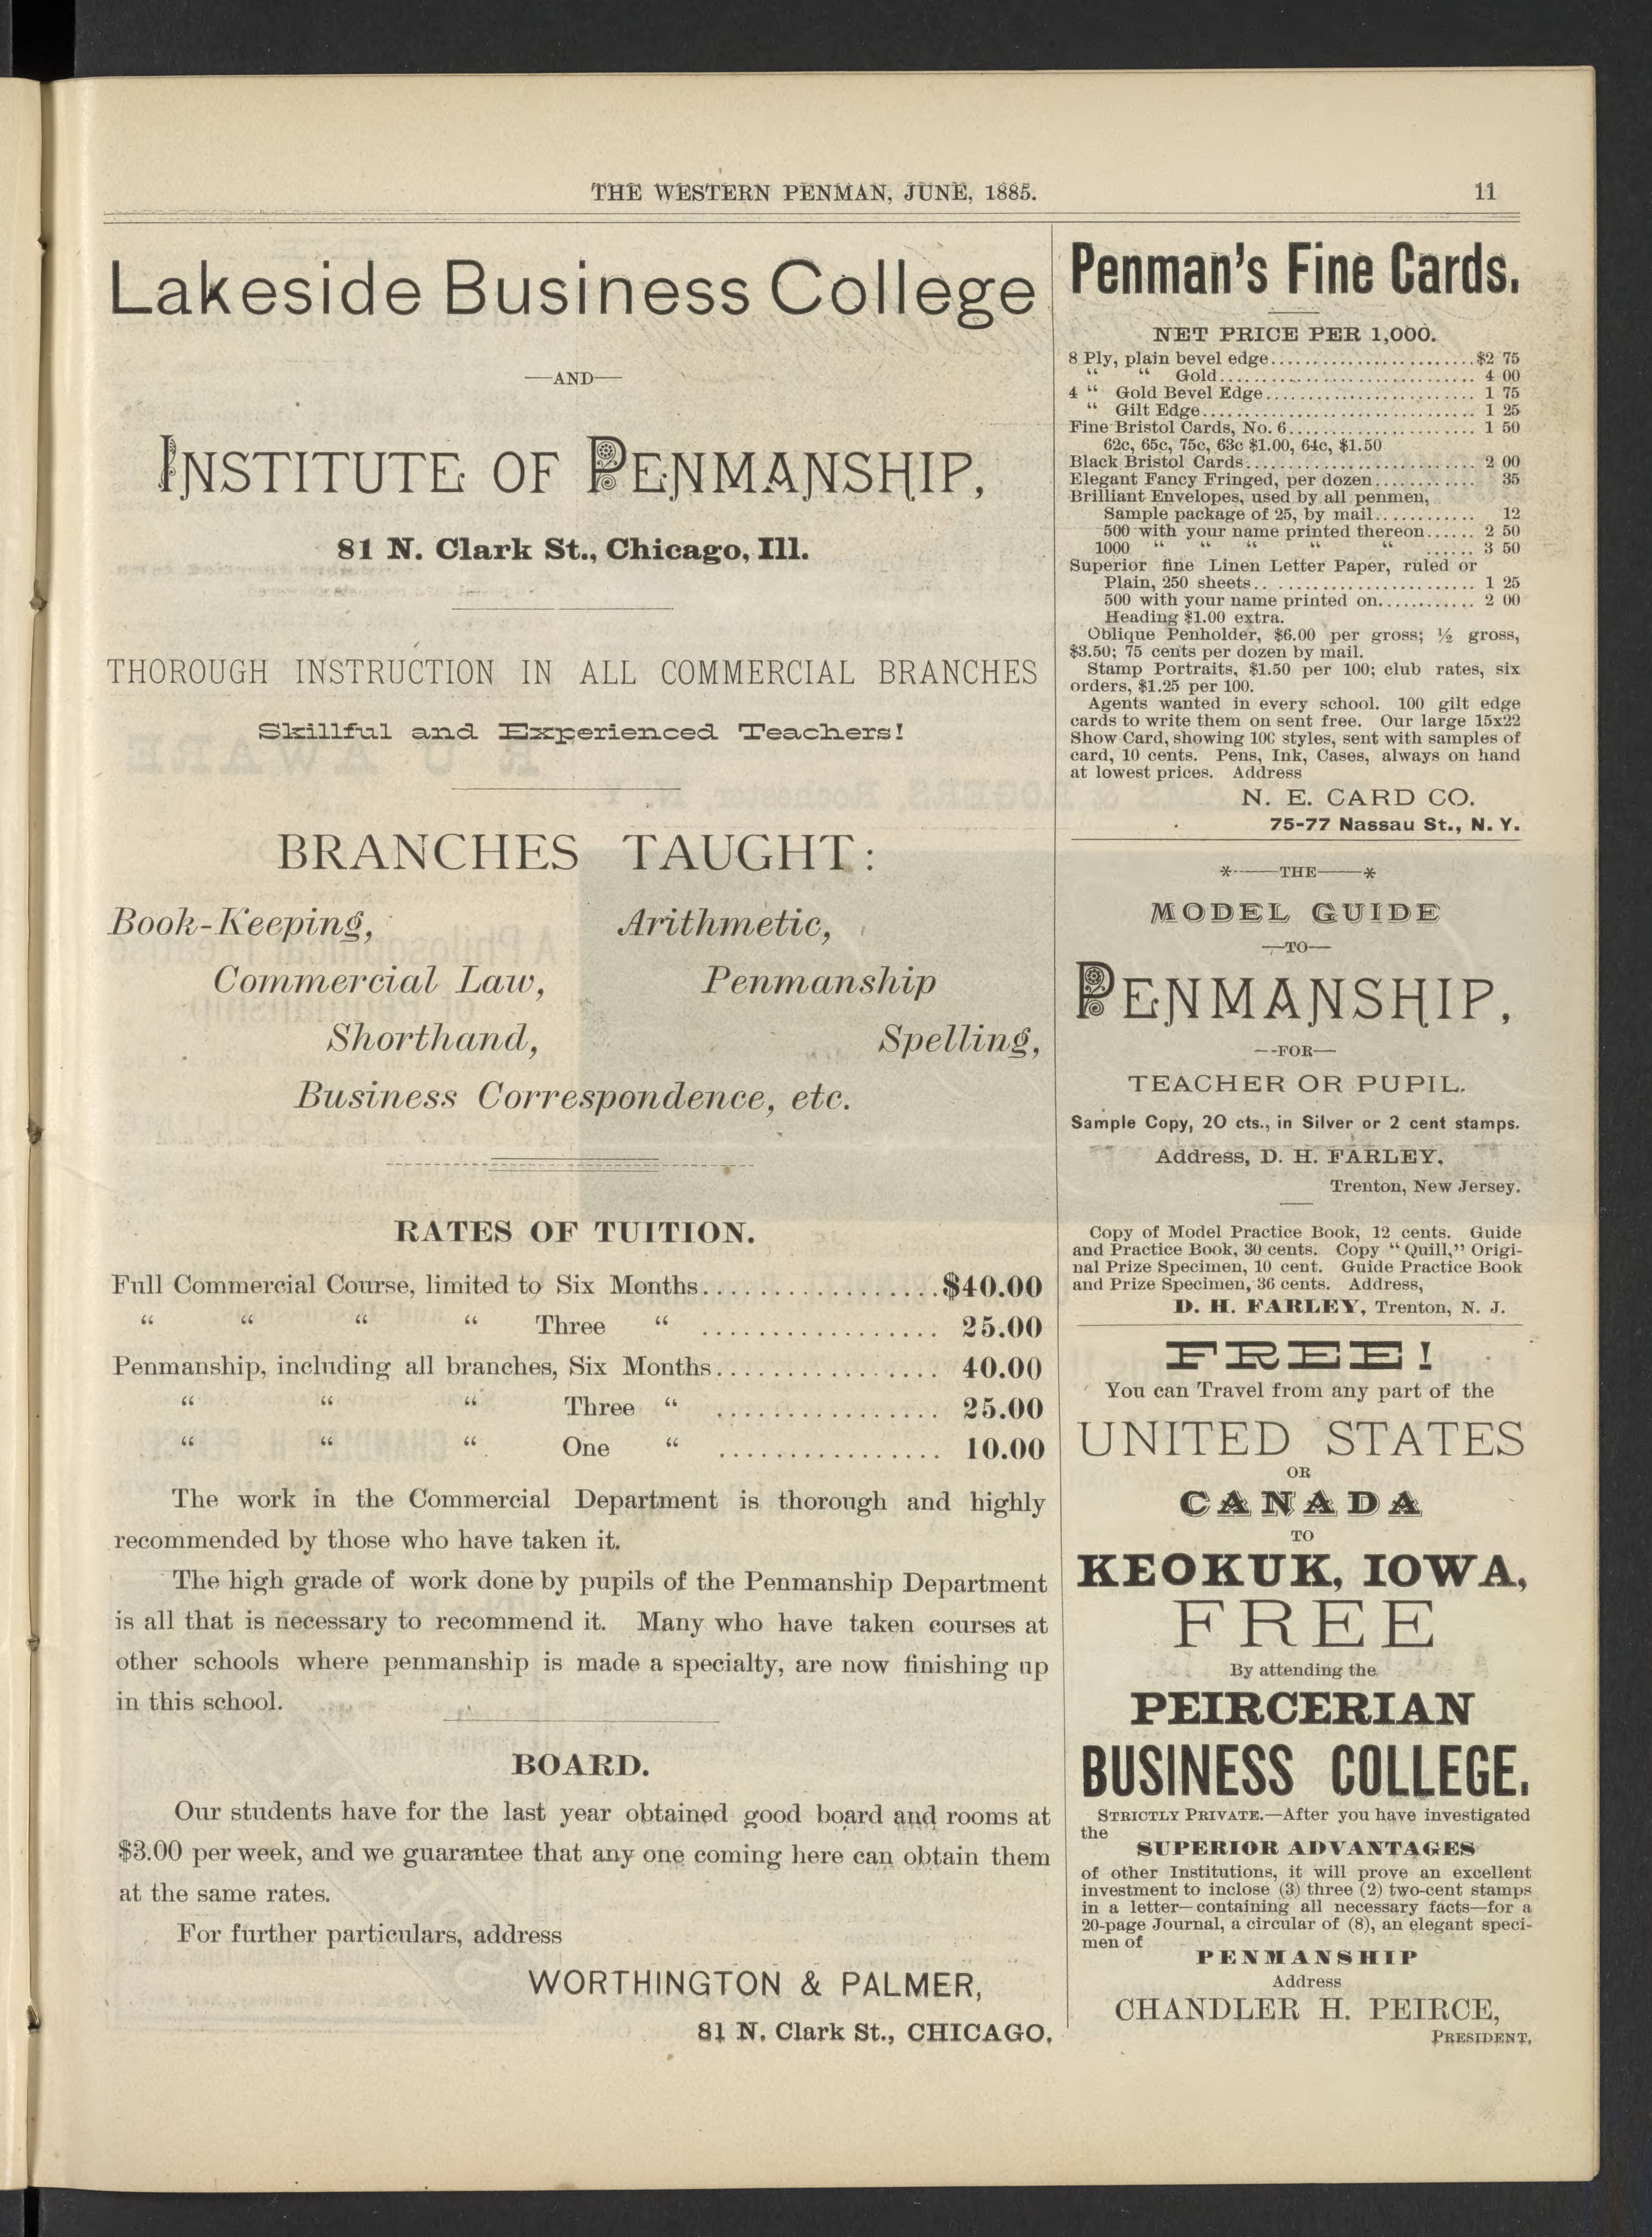 THE WESTERN PENMAN, JUNE, 1885.
11
Lakeside Business College
—AND—
INSTITUTE OF PENMANSHIP,
81 N. Clark St., Chicago, Ill.
THOROUGH INSTRUCTION IN ALL COMMERCIAL BRANCHES
Skillful and Experienced Teachers!
BRANCHES TAUGHT:
Book-Keeping, Arithmetic,
Commercial Law, Penmanship
Shorthand, Spelling,
Business Correspondence, etc.
RATES OF TUITION.
Full Commercial Course, limited to Six Months..................$40.00
“ “ “ “ Three “ .................. 25.00
Penmanship, including all branches, Six Months................. 40.00
“ “ “ Three “ ................ 25.00
“ “ “ One “ ................ 10.00
The work in the Commercial Department is thorough and highly
recommended by those who have taken it.
The high grade of work done by pupils of the Penmanship Department
is all that is necessary to recommend it. Many who have taken courses at
other schools where penmanship is made a specialty, are now finishing up
in this school.
BOARD.
Our students have for the last year obtained good board and rooms at
$3.00 per week, and we guarantee that any one coming here can obtain them
at the same rates.
For further particulars, address
WORTHINGTON & PALMER,
81 N. Clark St., CHICAGO.
Penman's Fine Cards.
NET PRICE PER 1,000.
8 Ply, plain bevel edge.........................$2 75
“ “ Gold............................... 4 00
4 “ Gold Bevel Edge......................... 1 75
“ Gilt Edge................................. 1 25
Fine Bristol Cards, No. 6....................... 1 50
62c, 65c, 75c, 63c $1.00, 64c, $1.50
Black Bristol Cards............................ 2 00
Elegant Fancy Fringed, per dozen............ 35
Brilliant Envelopes, used by all penmen,
Sample package of 25, by mail............ 12
500 with your name printed thereon...... 2 50
1000 “ “ “ “ “ ...... 3 50
Superior fine Linen Letter Paper, ruled or
Plain, 250 sheets.......................... 1 25
500 with your name printed on............ 2 00
Heading $1.00 extra.
Oblique Penholder, $6.00 per gross; ½ gross,
$3.50; 75 cents per dozen by mail.
Stamp Portraits, $1.50 per 100; club rates, six
orders, $1.25 per 100.
Agents wanted in every school. 100 gilt edge
cards to write them on sent free. Our large 15x22
Show Card, showing 100 styles, sent with samples of
card, 10 cents. Pens, Ink, Cases, always on hand
at lowest prices. Address
N. E. CARD CO.
75-77 Nassau St., N. Y.
*——THE——*
MODEL GUIDE
—TO—
PENMANSHIP,
—FOR—
TEACHER OR PUPIL.
Sample Copy, 20 cts., in Silver or 2 cent stamps.
Address, D. H. FARLEY,
Trenton, New Jersey.
Copy of Model Practice Book, 12 cents. Guide
and Practice Book, 30 cents. Copy “Quill,” Origi-
nal Prize Specimen, 10 cent. Guide Practice Book
and Prize Specimen, 36 cents. Address,
D. H. FARLEY, Trenton, N. J.
FREE!
You can Travel from any part of the
UNITED STATES
OR
CANADA
TO
KEOKUK, IOWA,
FREE
By attending the
PEIRCERIAN
BUSINESS COLLEGE.
STRICTLY PRIVATE.—After you have investigated
the
SUPERIOR ADVANTAGES
of other Institutions, it will prove an excellent
investment to inclose (3) three (2) two-cent stamps
in a letter—containing all necessary facts—for a
20-page Journal, a circular of (8), an elegant speci-
men of
PENMANSHIP
Address
CHANDLER H. PEIRCE,
PRESIDENT.